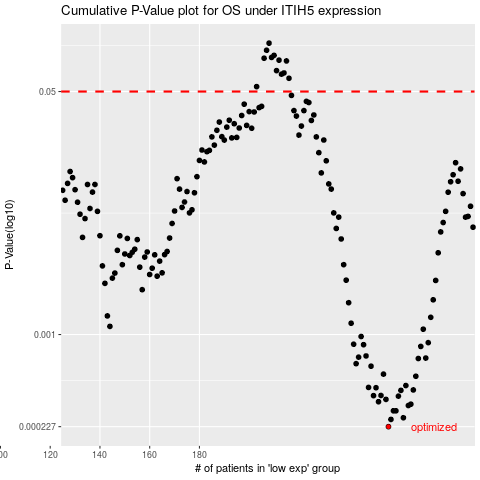 Cumulative P-Value plot for OS under ITIH5 expression
P-Value(log10)
0.05
0.001
0.000227
optimized
00 120 140 160 180
# of patients in 'low exp' group